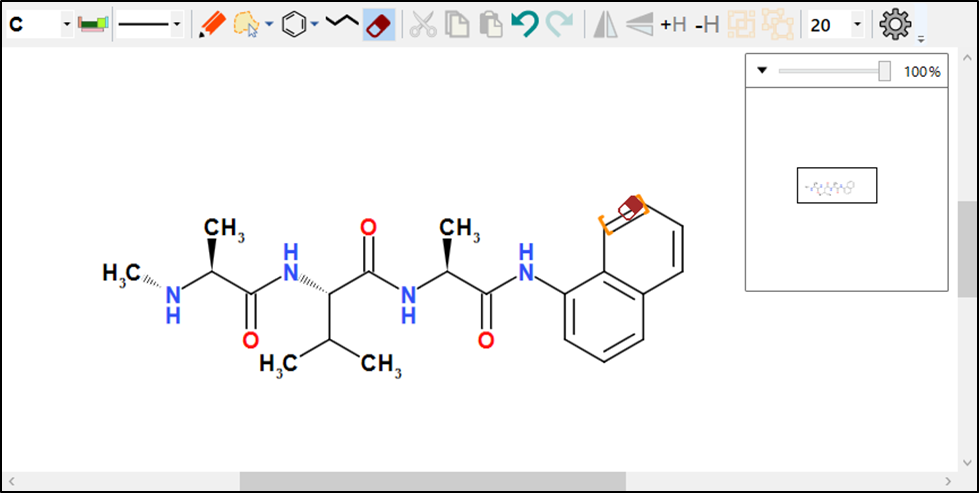 C +H -H 20
100%
CH₃ O CH₃
H H
H₃C N N
N N
H H
O O
H₃C CH₃